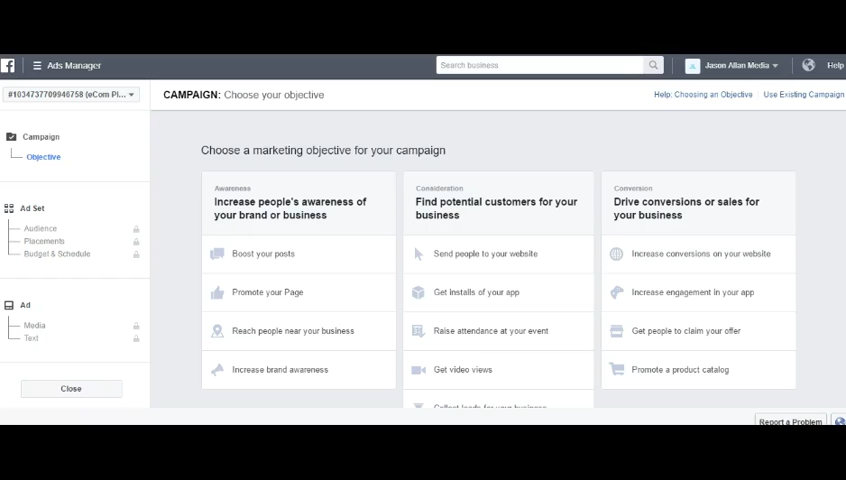 f
Ads Manager
Search business
Jason Allan Media
Help
#1034737709946758 (eCom Pl...
CAMPAIGN: Choose your objective
Help: Choosing an Objective
Use Existing Campaign
Campaign
Objective
Ad Set
Audience
Placements
Budget & Schedule
Ad
Media
Text
Close
Choose a marketing objective for your campaign
Awareness
Increase people's awareness of
your brand or business
Boost your posts
Promote your Page
Reach people near your business
Increase brand awareness
Consideration
Find potential customers for your
business
Send people to your website
Get installs of your app
Raise attendance at your event
Get video views
Collect leads for your business
Conversion
Drive conversions or sales for
your business
Increase conversions on your website
Increase engagement in your app
Get people to claim your offer
Promote a product catalog
Report a Problem